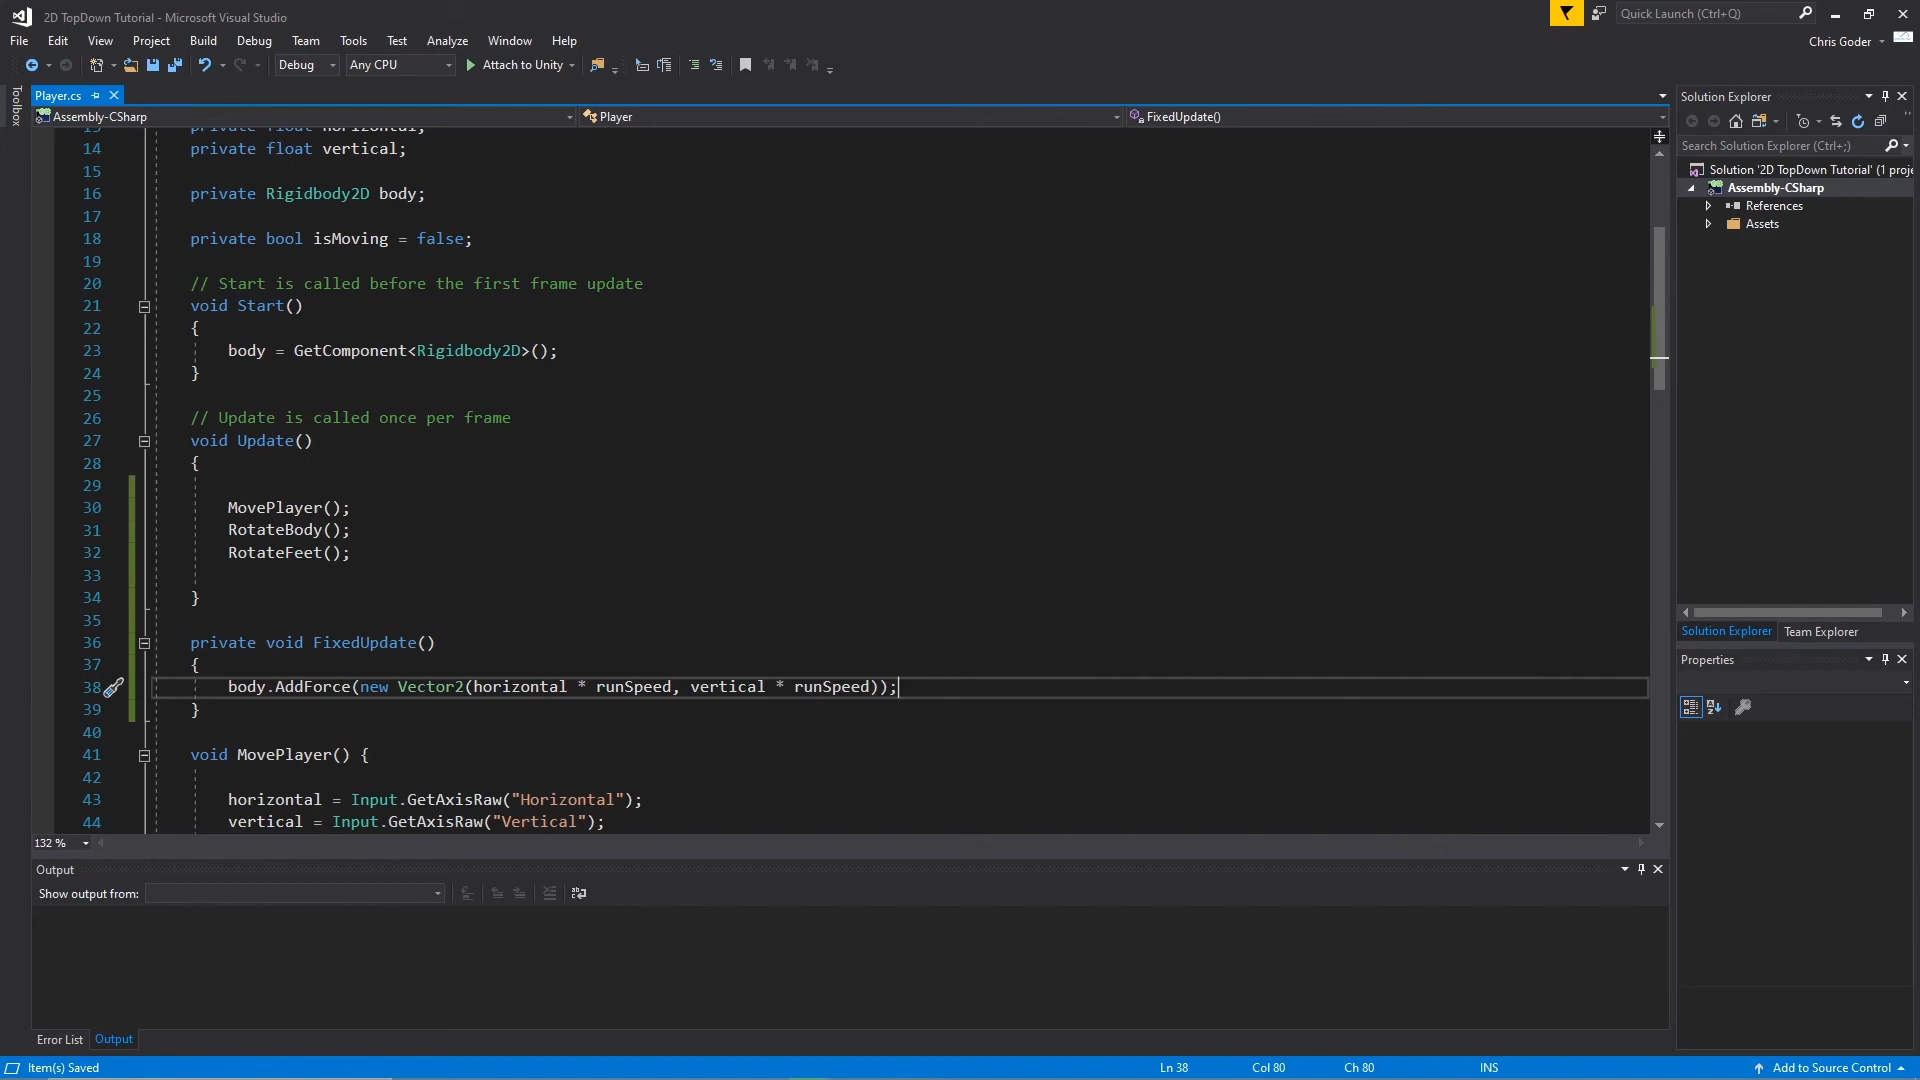 2D TopDown Tutorial - Microsoft Visual Studio
Quick Launch (Ctrl+Q)
File Edit View Project Build Debug Team Tools Test Analyze Window Help
Chris Goder
Debug Any CPU Attach to Unity
Toolbox
Player.cs
Assembly-CSharp Player FixedUpdate()
13 private float horizontal;
14 private float vertical;
15
16 private Rigidbody2D body;
17
18 private bool isMoving = false;
19
20 // Start is called before the first frame update
21 void Start()
22 {
23 body = GetComponent<Rigidbody2D>();
24 }
25
26 // Update is called once per frame
27 void Update()
28 {
29
30 MovePlayer();
31 RotateBody();
32 RotateFeet();
33
34 }
35
36 private void FixedUpdate()
37 {
38 body.AddForce(new Vector2(horizontal * runSpeed, vertical * runSpeed));
39 }
40
41 void MovePlayer() {
42
43 horizontal = Input.GetAxisRaw("Horizontal");
44 vertical = Input.GetAxisRaw("Vertical");
132 %
Output
Show output from:
Error List Output
Solution Explorer
Search Solution Explorer (Ctrl+;)
Solution '2D TopDown Tutorial' (1 proje
Assembly-CSharp
References
Assets
Solution Explorer Team Explorer
Properties
Item(s) Saved Ln 38 Col 80 Ch 80 INS Add to Source Control